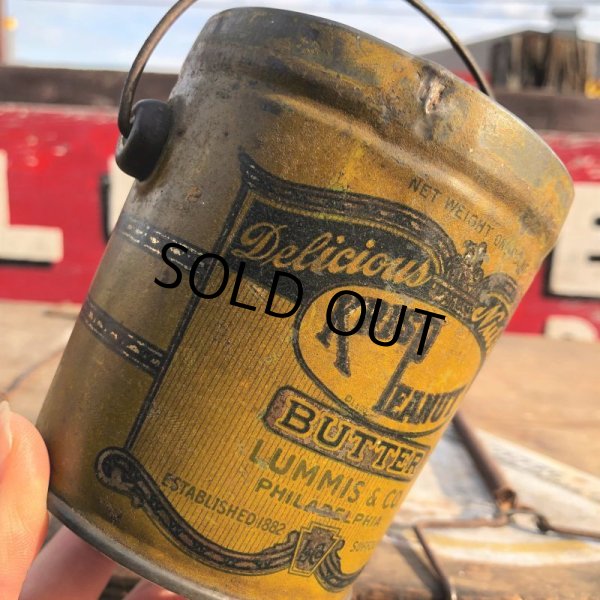 NET WEIGHT
Delicious
SOLD OUT
PEANUT
BUTTER
LUMMIS & CO
PHILADELPHIA
ESTABLISHED 1882